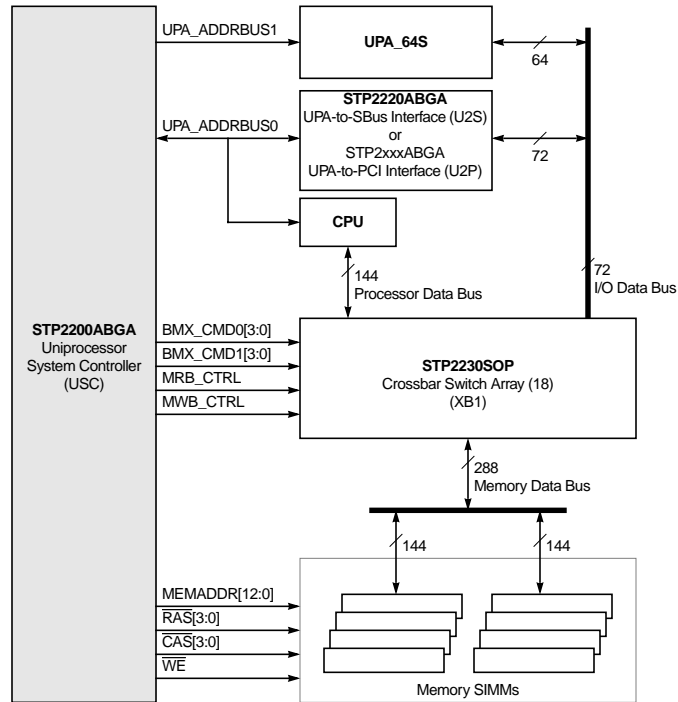 UPA_ADDRBUS1
UPA_64S
64
STP2220ABGA
UPA-to-SBus Interface (U2S)
or
STP2xxxABGA
UPA-to-PCI Interface (U2P)
UPA_ADDRBUS0
72
CPU
144
Processor Data Bus
72
I/O Data Bus
STP2200ABGA
Uniprocessor
System Controller
(USC)
BMX_CMD0[3:0]
BMX_CMD1[3:0]
MRB_CTRL
MWB_CTRL
STP2230SOP
Crossbar Switch Array (18)
(XB1)
288
Memory Data Bus
144
144
MEMADDR[12:0]
RAS[3:0]
CAS[3:0]
WE
Memory SIMMs